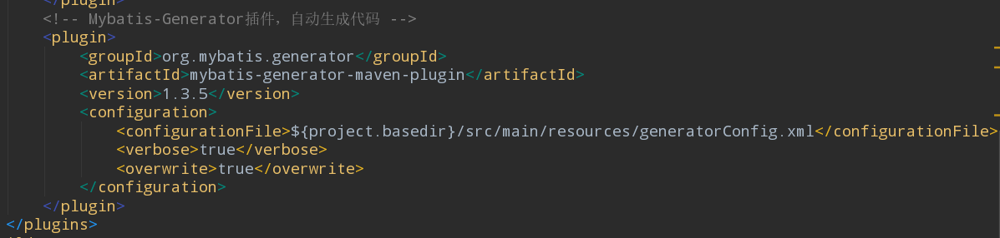 </plugin>
<!-- Mybatis-Generator插件，自动生成代码 -->
<plugin>
<groupId>org.mybatis.generator</groupId>
<artifactId>mybatis-generator-maven-plugin</artifactId>
<version>1.3.5</version>
<configuration>
<configurationFile>${project.basedir}/src/main/resources/generatorConfig.xml</configurationFile>
<verbose>true</verbose>
<overwrite>true</overwrite>
</configuration>
</plugin>
</plugins>